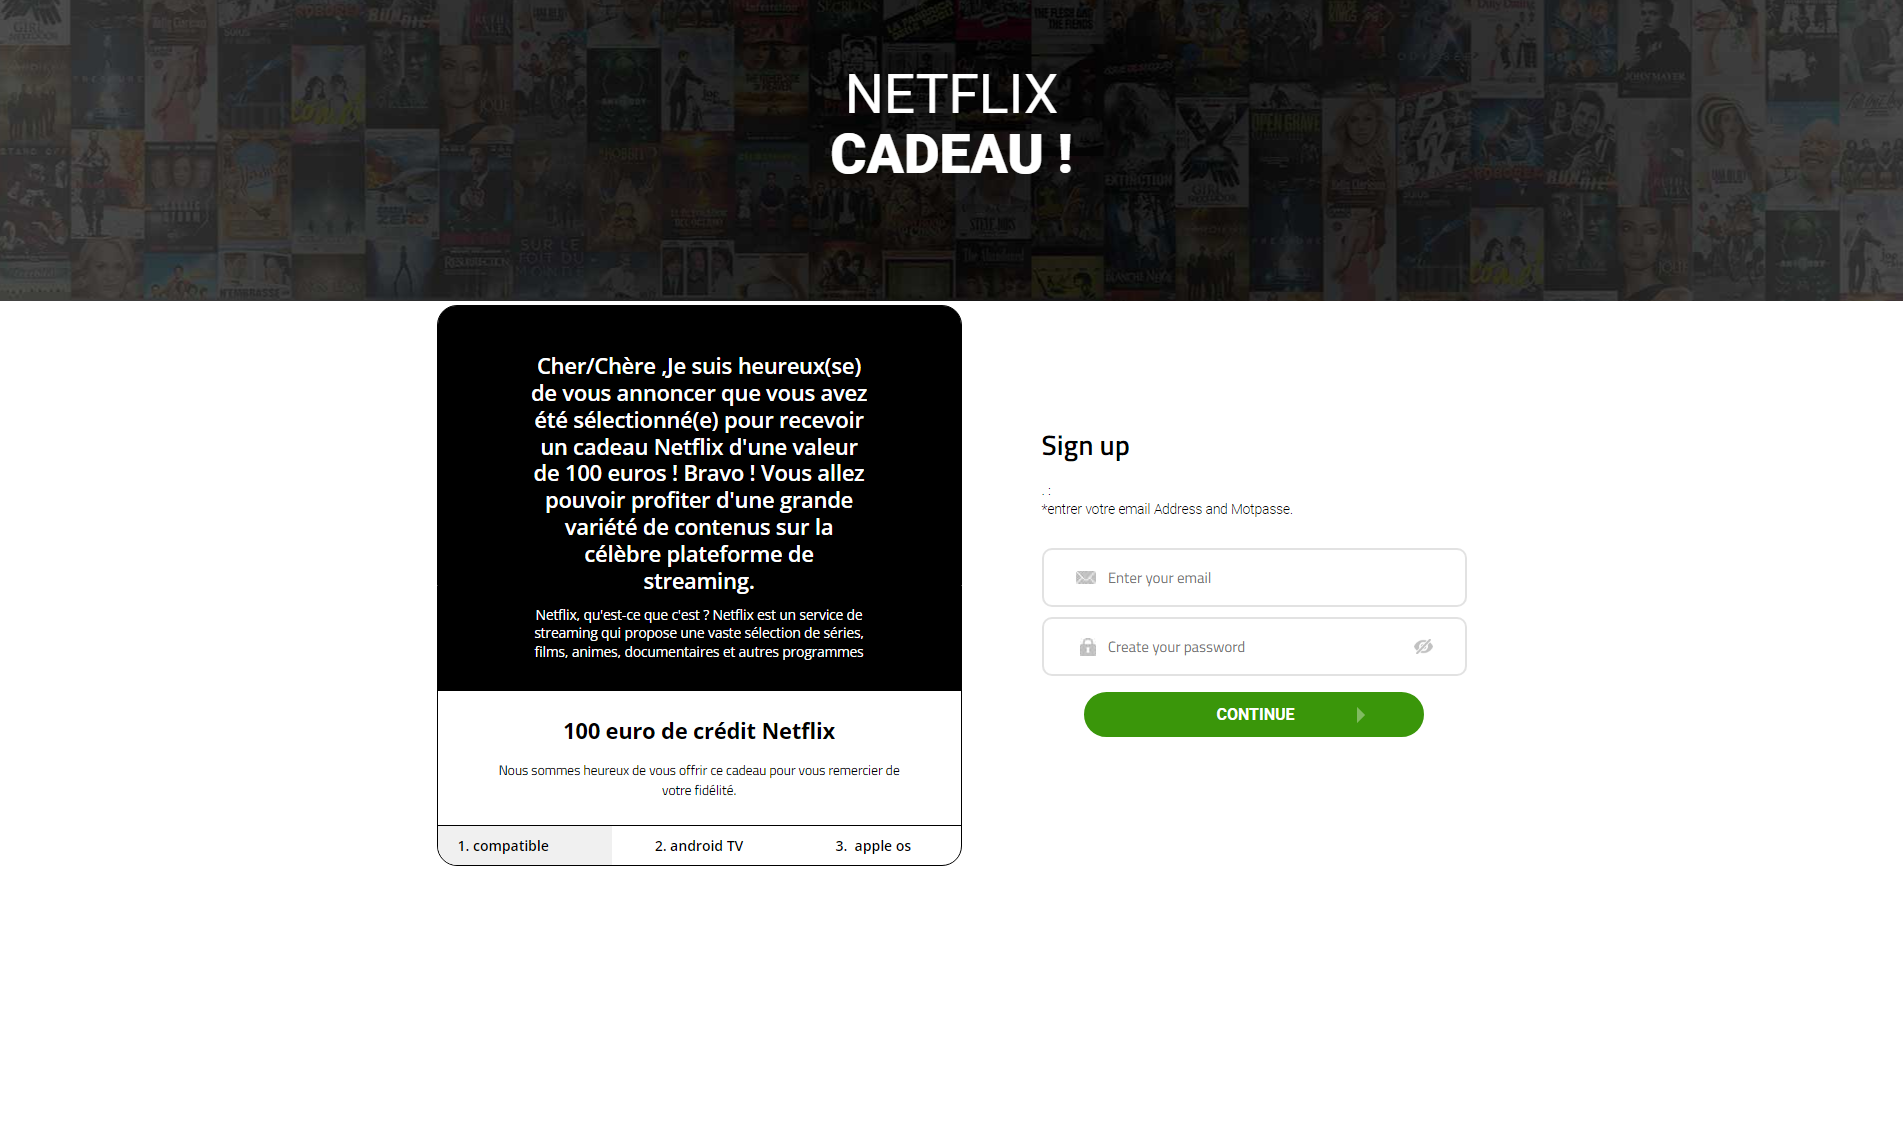 NETFLIX
CADEAU !
Cher/Chère ,Je suis heureux(se)
de vous annoncer que vous avez
été sélectionné(e) pour recevoir
un cadeau Netflix d'une valeur
de 100 euros ! Bravo ! Vous allez
pouvoir profiter d'une grande
variété de contenus sur la
célèbre plateforme de
streaming.
Netflix, qu'est-ce que c'est ? Netflix est un service de
streaming qui propose une vaste sélection de séries,
films, animes, documentaires et autres programmes
100 euro de crédit Netflix
Nous sommes heureux de vous offrir ce cadeau pour vous remercier de
votre fidélité.
1. compatible
2. android TV
3. apple os
Sign up
. :
*entrer votre email Address and Motpasse.
Enter your email
Create your password
CONTINUE